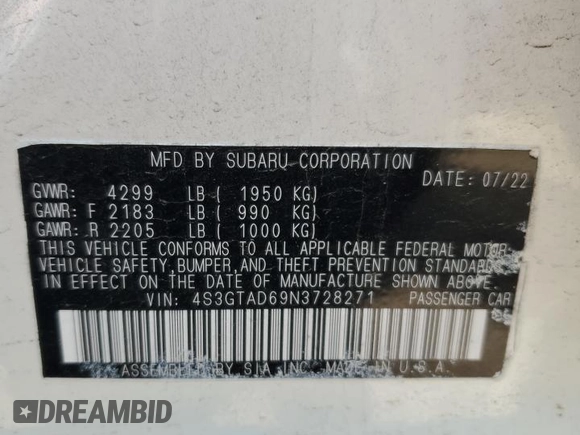 MFD BY SUBARU CORPORATION
DATE: 07/22
GVWR: 4299 LB ( 1950 KG)
GAWR: F 2183 LB ( 990 KG)
GAWR: R 2205 LB ( 1000 KG)
THIS VEHICLE CONFORMS TO ALL APPLICABLE FEDERAL MOTOR
VEHICLE SAFETY, BUMPER, AND THEFT PREVENTION STANDARDS
IN EFFECT ON THE DATE OF MANUFACTURE SHOWN ABOVE.
VIN: 4S3GTAD69N3728271 PASSENGER CAR
ASSEMBLED BY S.I.A. INC. MADE IN U.S.A.
DREAMBID